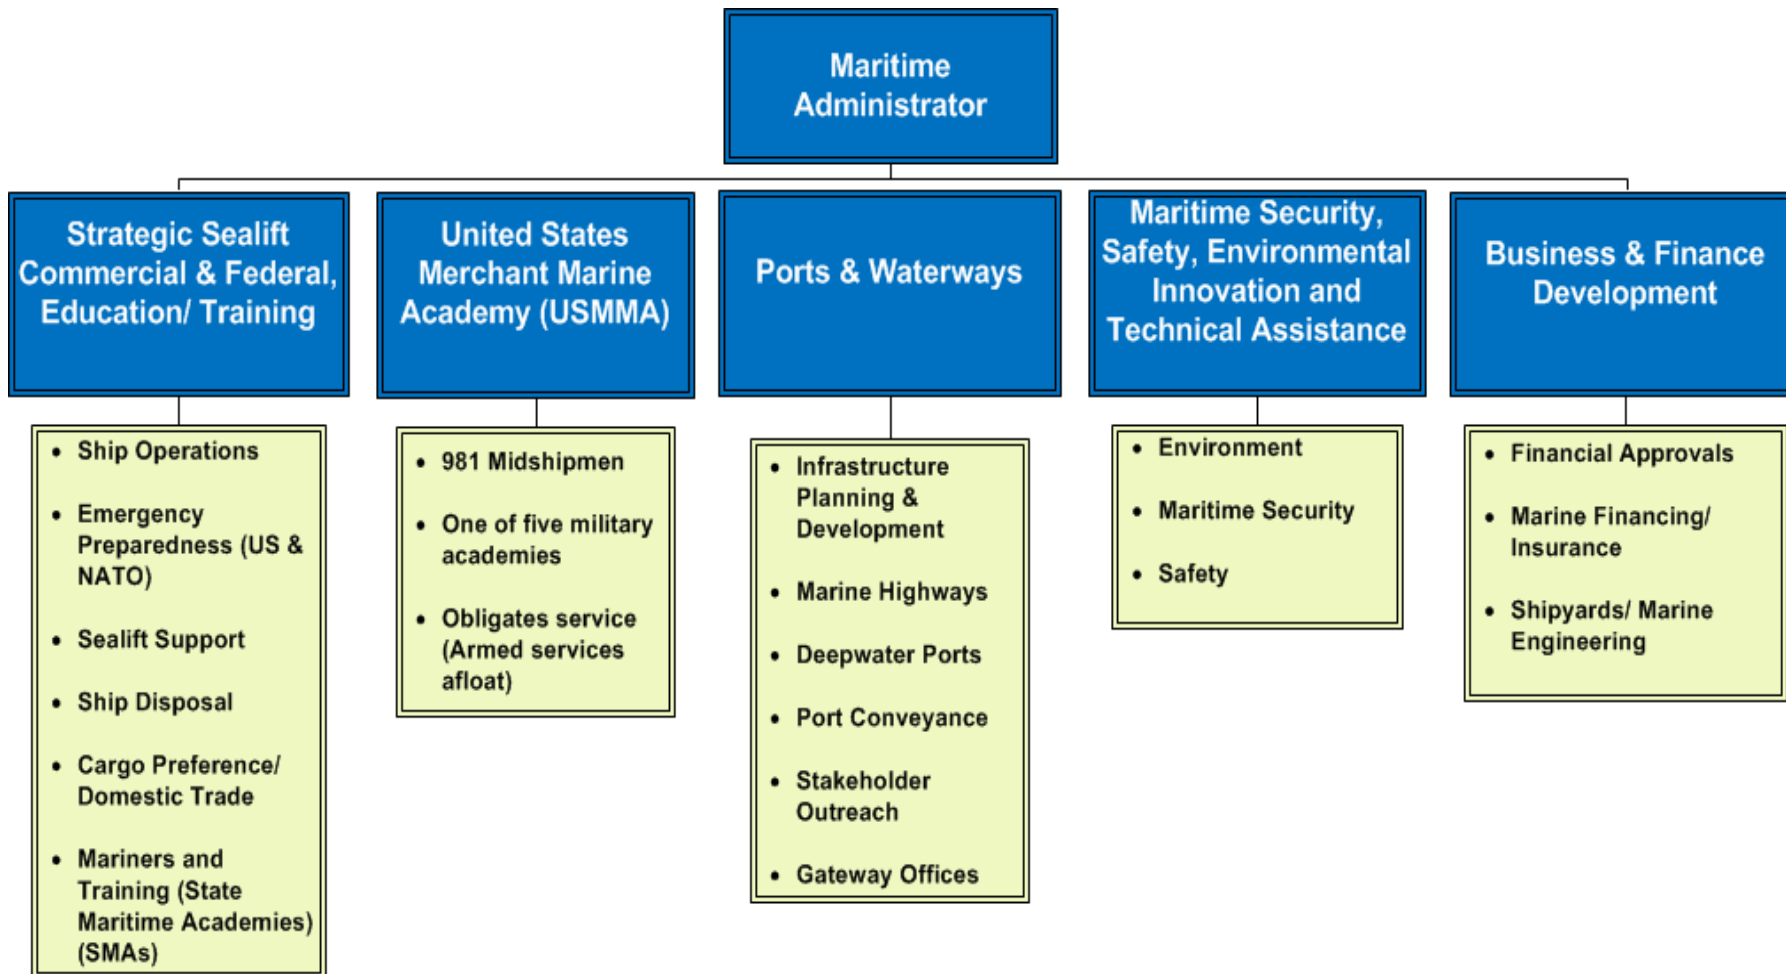 Maritime
Administrator
Strategic Sealift
Commercial & Federal,
Education/ Training
United States
Merchant Marine
Academy (USMMA)
Ports & Waterways
Maritime Security,
Safety, Environmental
Innovation and
Technical Assistance
Business & Finance
Development
• Ship Operations
• Emergency
Preparedness (US &
NATO)
• Sealift Support
• Ship Disposal
• Cargo Preference/
Domestic Trade
• Mariners and
Training (State
Maritime Academies)
(SMAs)
• 981 Midshipmen
• One of five military
academies
• Obligates service
(Armed services
afloat)
• Infrastructure
Planning &
Development
• Marine Highways
• Deepwater Ports
• Port Conveyance
• Stakeholder
Outreach
• Gateway Offices
• Environment
• Maritime Security
• Safety
• Financial Approvals
• Marine Financing/
Insurance
• Shipyards/ Marine
Engineering